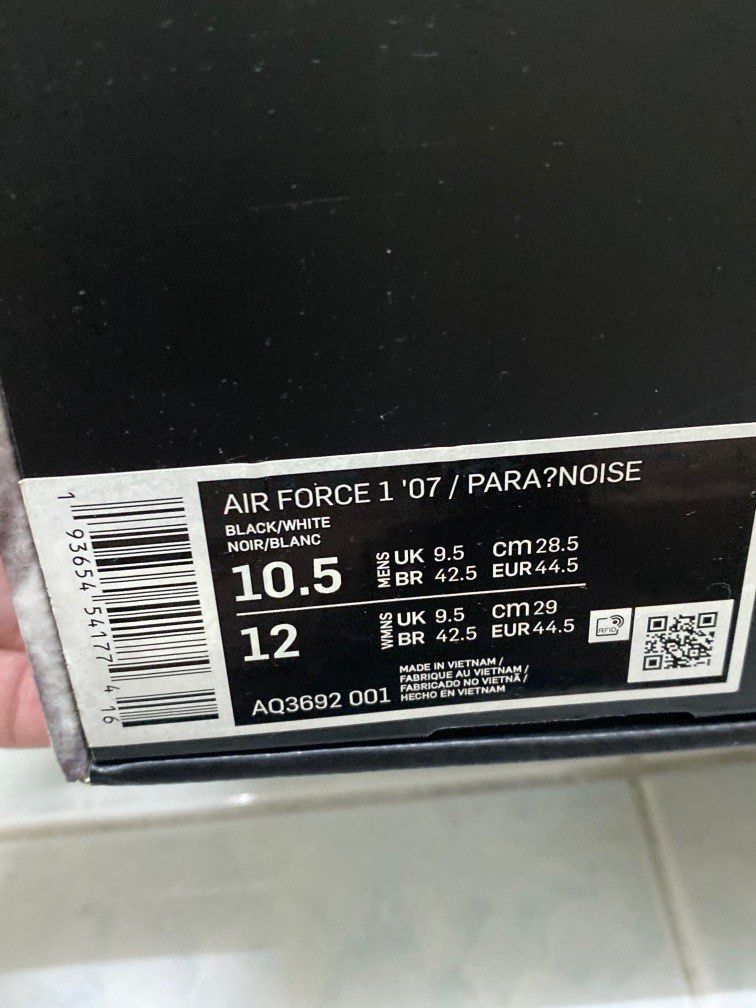 AIR FORCE 1 '07 / PARA?NOISE
BLACK/WHITE
NOIR/BLANC
10.5 MENS UK 9.5 cm 28.5
BR 42.5 EUR 44.5
12 WMNS UK 9.5 cm 29
BR 42.5 EUR 44.5
RFID
AQ3692 001
MADE IN VIETNAM /
FABRIQUE AU VIETNAM /
FABRICADO NO VIETNÃ /
HECHO EN VIETNAM
1 93654 54177 4 16